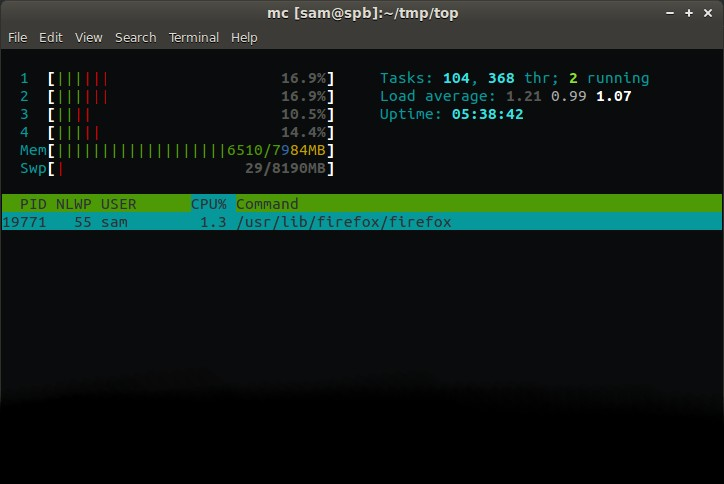 mc [sam@spb]:~/tmp/top
File Edit View Search Terminal Help
1 [|||||| 16.9%] Tasks: 104, 368 thr; 2 running
2 [|||||| 16.9%] Load average: 1.21 0.99 1.07
3 [|||| 10.5%] Uptime: 05:38:42
4 [||||| 14.4%]
Mem[|||||||||||||||||||6510/7984MB]
Swp[| 29/8190MB]
PID NLWP USER CPU% Command
19771 55 sam 1.3 /usr/lib/firefox/firefox